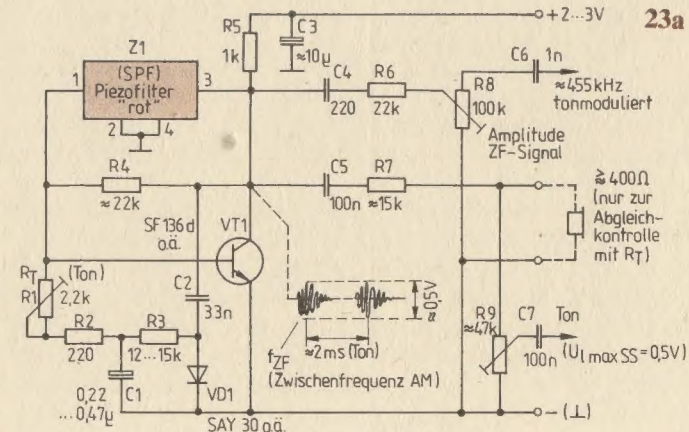 23a
+2...3V
Z1
(SPF)
Piezofilter
"rot"
1
3
2
4
R5
1k
C3
≈10µ
C4
220
R6
22k
R8
100k
C6 1n
≈455kHz
tonmoduliert
Amplitude
ZF-Signal
R4
≈22k
C5
100n
R7
≈15k
≳400Ω
(nur zur
Abgleich-
kontrolle
mit RT)
SF 136 d
o.ä.
VT1
RT
(Ton)
R1
2,2k
C2
33n
≈0,5V
≈2ms (Ton)
fZF
(Zwischenfrequenz AM)
R2
220
R3
12...15k
0,22
...0,47µ
C1
VD1
SAY 30 o.ä.
R9
≈47k
C7
100n
Ton
(U1 max SS = 0,5V)
– (⊥)